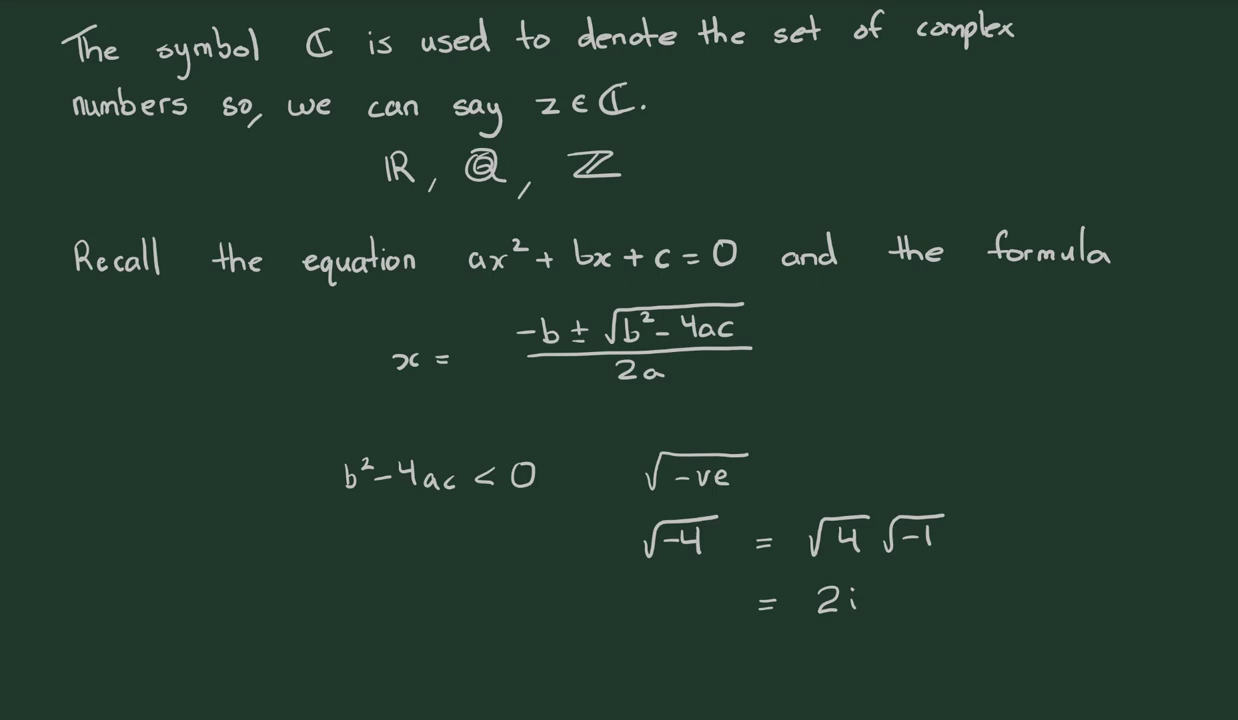 The symbol ℂ is used to denote the set of complex
numbers so, we can say z ∈ ℂ.
ℝ, ℚ, ℤ
Recall the equation ax² + bx + c = 0 and the formula
x = (-b ± √(b² - 4ac)) / 2a
b² - 4ac < 0 √-ve
√-4 = √4 √-1
= 2i